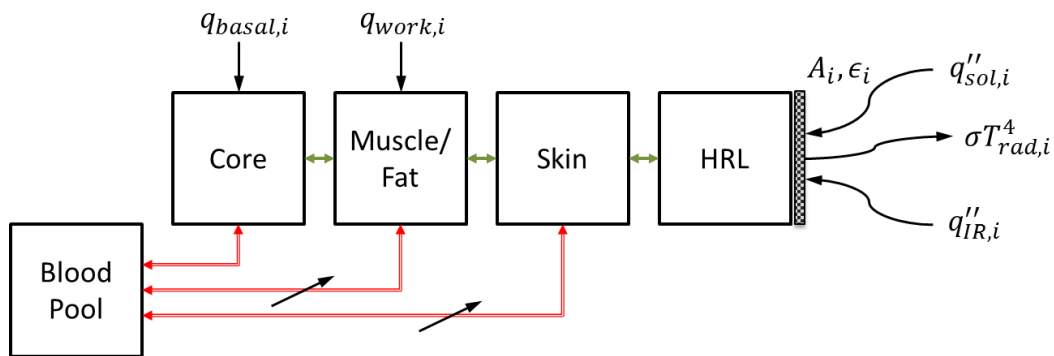 q_{basal,i}
q_{work,i}
A_i, ϵ_i
q''_{sol,i}
Core
Muscle/
Fat
Skin
HRL
σT^4_{rad,i}
q''_{IR,i}
Blood
Pool